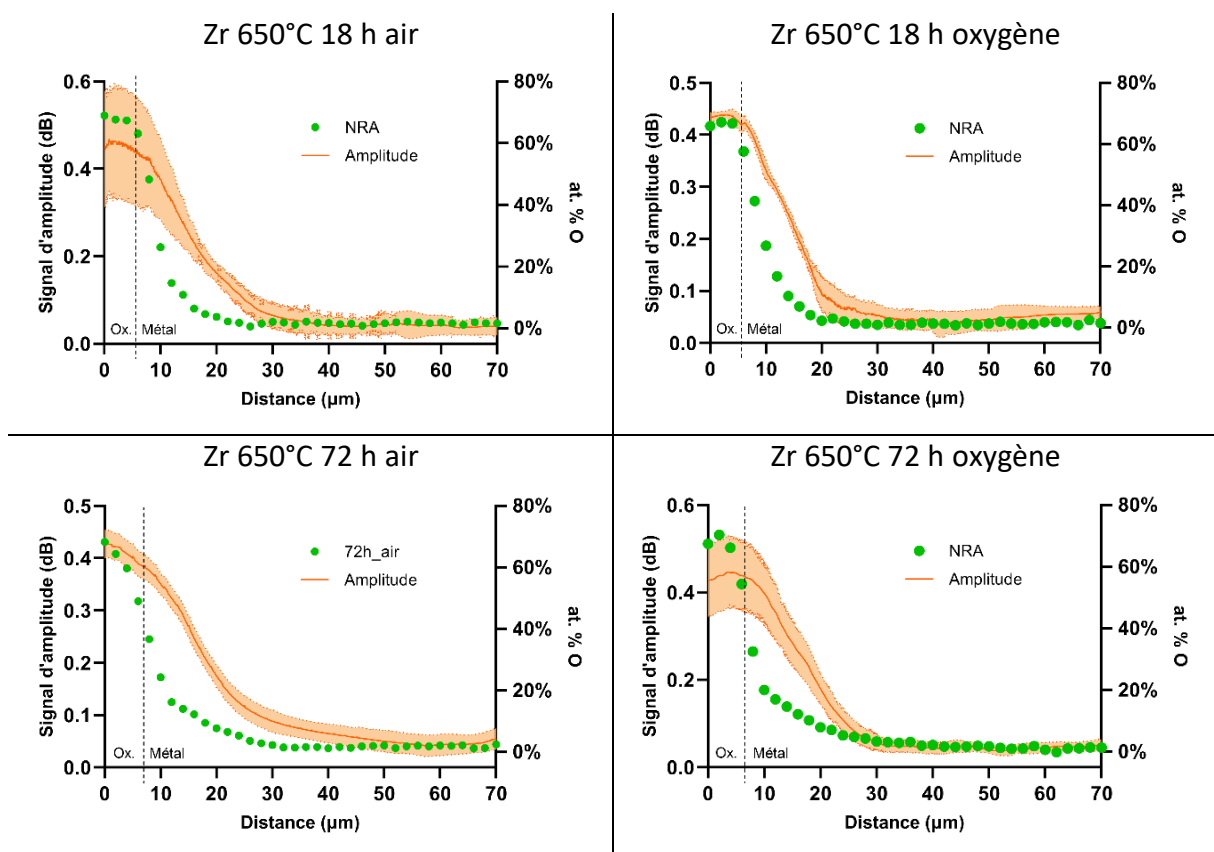 Zr 650°C 18 h air
Signal d'amplitude (dB)
0.6
0.4
0.2
0.0
NRA
Amplitude
Ox. Métal
80%
60%
40%
20%
0%
at. % O
0 10 20 30 40 50 60 70
Distance (µm)
Zr 650°C 18 h oxygène
Signal d'amplitude (dB)
0.5
0.4
0.3
0.2
0.1
0.0
NRA
Amplitude
Ox. Métal
80%
60%
40%
20%
0%
at. % O
0 10 20 30 40 50 60 70
Distance (µm)
Zr 650°C 72 h air
Signal d'amplitude (dB)
0.5
0.4
0.3
0.2
0.1
0.0
72h_air
Amplitude
Ox. Métal
80%
60%
40%
20%
0%
at. % O
0 10 20 30 40 50 60 70
Distance (µm)
Zr 650°C 72 h oxygène
Signal d'amplitude (dB)
0.6
0.4
0.2
0.0
NRA
Amplitude
Ox. Métal
80%
60%
40%
20%
0%
at. % O
0 10 20 30 40 50 60 70
Distance (µm)